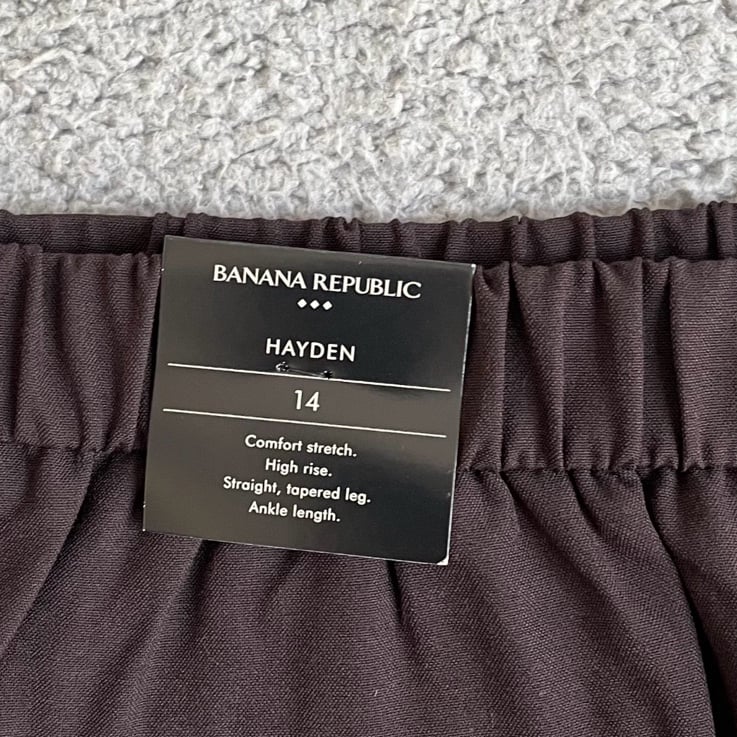 BANANA REPUBLIC
HAYDEN
14
Comfort stretch.
High rise.
Straight, tapered leg.
Ankle length.